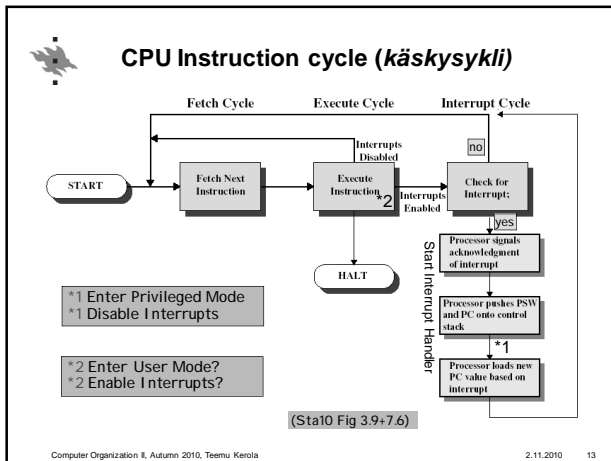 CPU Instruction cycle (käskysykli)
Fetch Cycle
Execute Cycle
Interrupt Cycle
no
Interrupts
Disabled
START
Fetch Next
Instruction
Execute
Instruction
*2
Interrupts
Enabled
Check for
Interrupt;
yes
HALT
Start Interrupt Handler
Processor signals
acknowledgment
of interrupt
Processor pushes PSW
and PC onto control
stack
*1
Processor loads new
PC value based on
interrupt
*1 Enter Privileged Mode
*1 Disable Interrupts
*2 Enter User Mode?
*2 Enable Interrupts?
(Sta10 Fig 3.9+7.6)
Computer Organization II, Autumn 2010, Teemu Kerola
2.11.2010
13